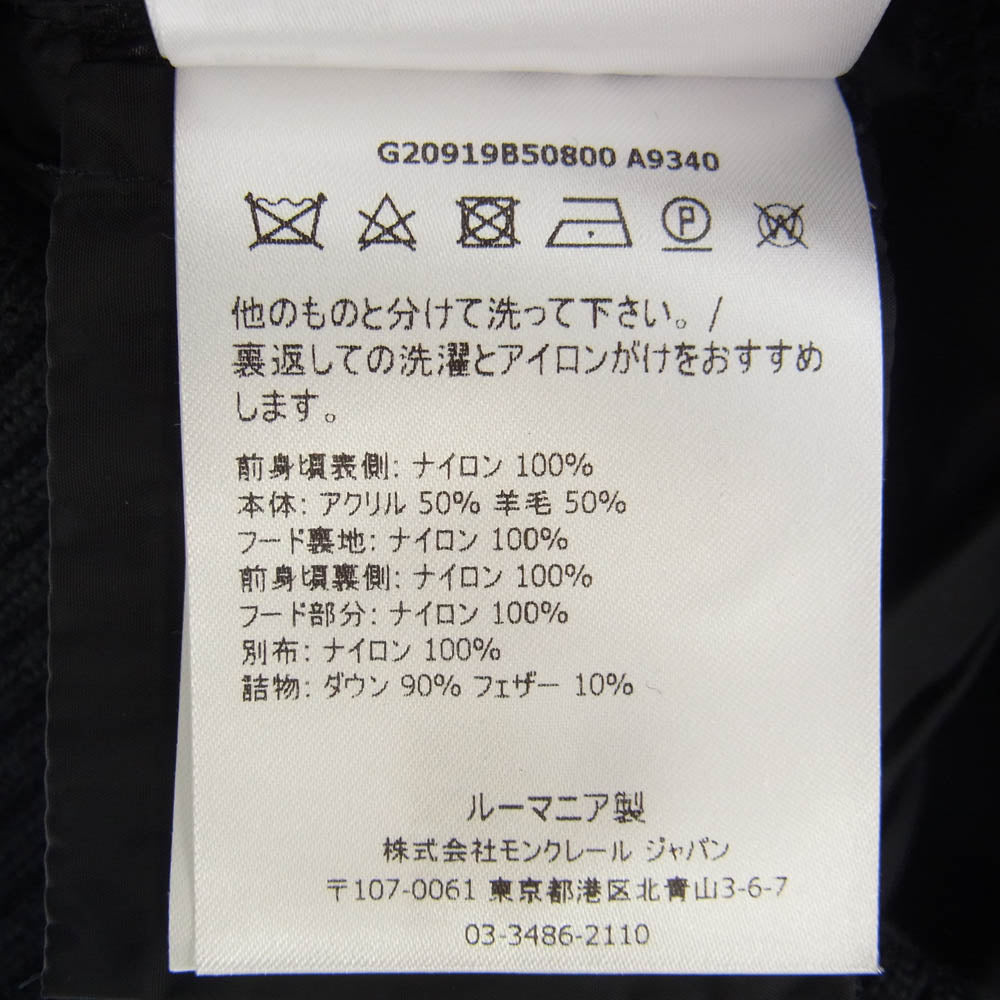 G20919B50800 A9340
P
W
他のものと分けて洗って下さい。/
裏返しての洗濯とアイロンがけをおすすめ
します。
前身頃表側: ナイロン 100%
本体: アクリル 50% 羊毛 50%
フード裏地: ナイロン 100%
前身頃裏側: ナイロン 100%
フード部分: ナイロン 100%
別布: ナイロン 100%
詰物: ダウン 90% フェザー 10%
ルーマニア製
株式会社モンクレール ジャパン
〒107-0061 東京都港区北青山3-6-7
03-3486-2110